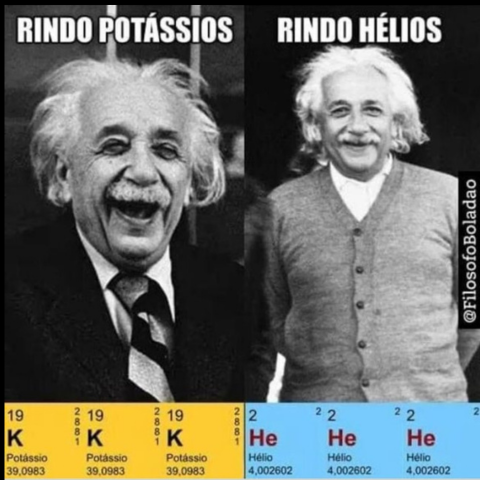 RINDO POTÁSSIOS
RINDO HÉLIOS
@FilosofoBoladao
19 2 8 8 1
K
Potássio
39,0983
19 2 8 8 1
K
Potássio
39,0983
19 2 8 8 1
K
Potássio
39,0983
2 2
He
Hélio
4,002602
2 2
He
Hélio
4,002602
2 2
He
Hélio
4,002602